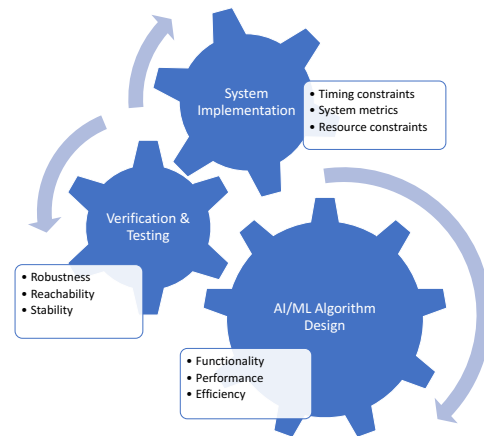 System
Implementation
• Timing constraints
• System metrics
• Resource constraints
Verification &
Testing
• Robustness
• Reachability
• Stability
AI/ML Algorithm
Design
• Functionality
• Performance
• Efficiency